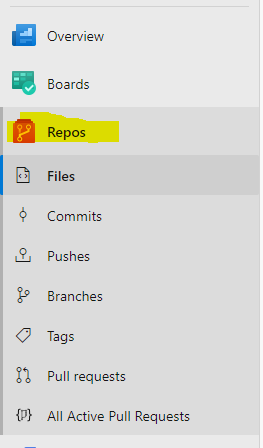 Overview
Boards
Repos
Files
Commits
Pushes
Branches
Tags
Pull requests
All Active Pull Requests